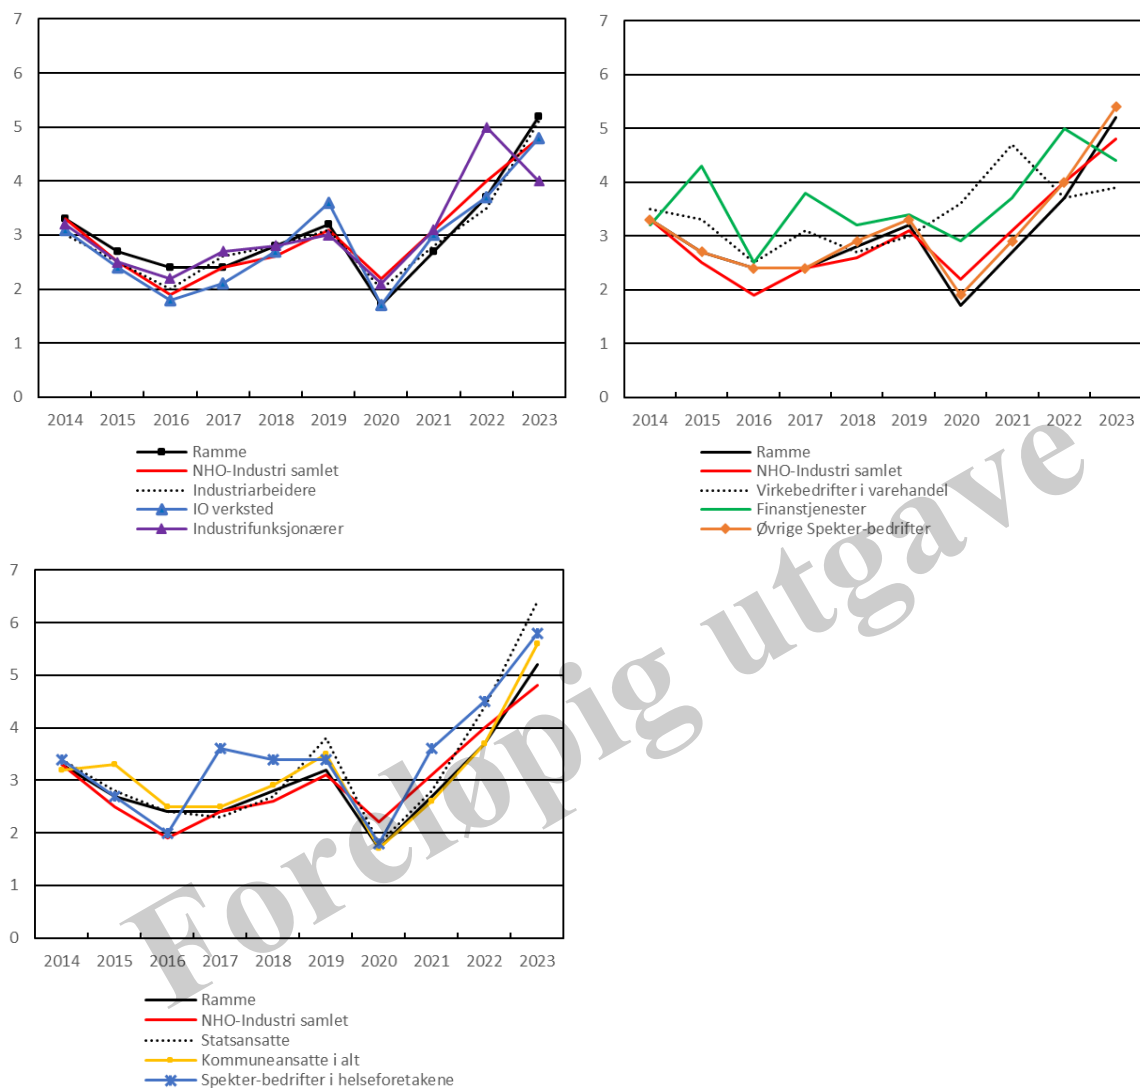 7
6
5
4
3
2
1
0
2014 2015 2016 2017 2018 2019 2020 2021 2022 2023
Ramme
NHO-Industri samlet
Industriarbeidere
IO verksted
Industrifunksjonærer
7
6
5
4
3
2
1
0
2014 2015 2016 2017 2018 2019 2020 2021 2022 2023
Ramme
NHO-Industri samlet
Virkebedrifter i varehandel
Finanstjenester
Øvrige Spekter-bedrifter
7
6
5
4
3
2
1
0
2014 2015 2016 2017 2018 2019 2020 2021 2022 2023
Ramme
NHO-Industri samlet
Statsansatte
Kommuneansatte i alt
Spekter-bedrifter i helseforetakene
Foreløpig utgave